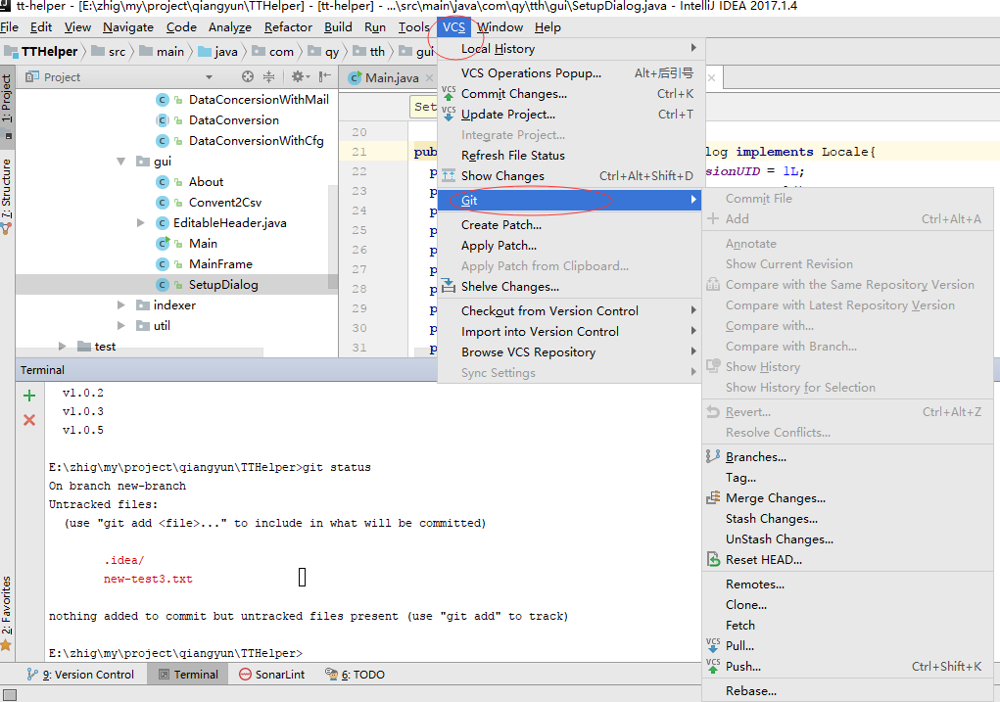 tt-helper - [E:\zhig\my\project\qiangyun\TTHelper] - [tt-helper] - ...\src\main\java\com\qy\tth\gui\SetupDialog.java - IntelliJ IDEA 2017.1.4
File Edit View Navigate Code Analyze Refactor Build Run Tools VCS Window Help
TTHelper src main java com qy tth gui
Project
Main.java
1: Project
7: Structure
2: Favorites
DataConcersionWithMail
DataConversion
DataConversionWithCfg
gui
About
Convent2Csv
EditableHeader.java
Main
MainFrame
SetupDialog
indexer
util
test
Set
20
21 pub log implements Locale{
22 p sionUID = 1L;
23 p
24 p
25 p
26 p
27 p
28 p
29 p
30 p
31 p
Local History
VCS Operations Popup... Alt+后引号
Commit Changes... Ctrl+K
Update Project... Ctrl+T
Integrate Project...
Refresh File Status
Show Changes Ctrl+Alt+Shift+D
Git
Create Patch...
Apply Patch...
Apply Patch from Clipboard...
Shelve Changes...
Checkout from Version Control
Import into Version Control
Browse VCS Repository
Sync Settings
Commit File
Add Ctrl+Alt+A
Annotate
Show Current Revision
Compare with the Same Repository Version
Compare with Latest Repository Version
Compare with...
Compare with Branch...
Show History
Show History for Selection
Revert... Ctrl+Alt+Z
Resolve Conflicts...
Branches...
Tag...
Merge Changes...
Stash Changes...
UnStash Changes...
Reset HEAD...
Remotes...
Clone...
Fetch
VCS Pull...
VCS Push... Ctrl+Shift+K
Rebase...
Terminal
v1.0.2
v1.0.3
v1.0.5
E:\zhig\my\project\qiangyun\TTHelper>git status
On branch new-branch
Untracked files:
(use "git add <file>..." to include in what will be committed)
.idea/
new-test3.txt
nothing added to commit but untracked files present (use "git add" to track)
E:\zhig\my\project\qiangyun\TTHelper>
9: Version Control Terminal SonarLint 6: TODO